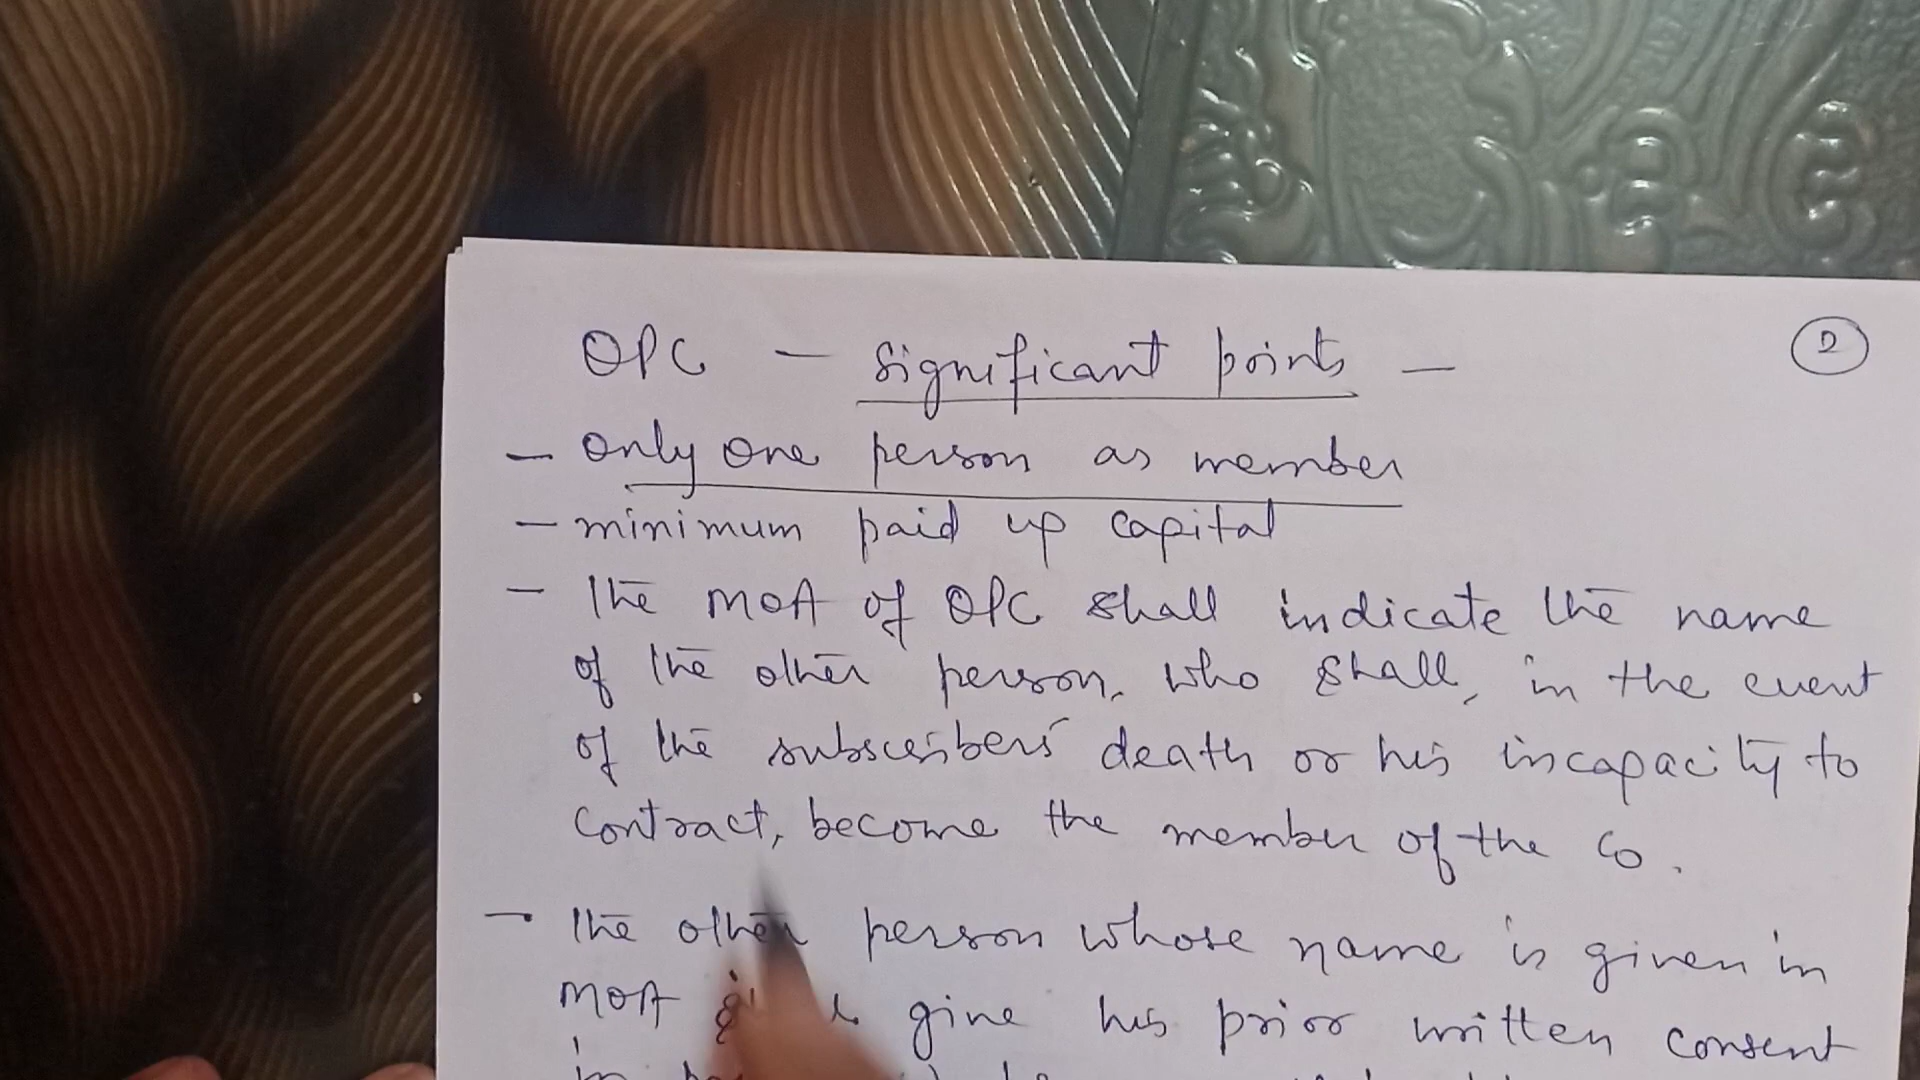 OPC - Significant points -
2
- only one person as member
- minimum paid up capital
- The MOA of OPC shall indicate the name
of the other person, who shall, in the event
of the subscribers' death or his incapacity to
contract, become the member of the Co.
- The other person whose name is given in
MOA give his prior written consent
in